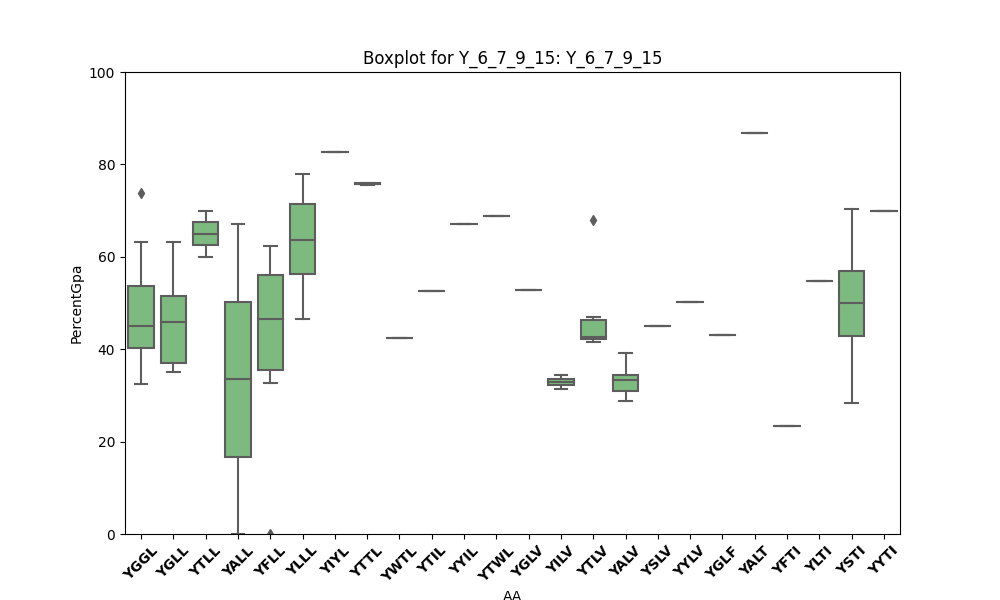 Boxplot for Y_6_7_9_15: Y_6_7_9_15
PercentGpa
100
80
60
40
20
0
YGGL YGLL YTLL YALL YFLL YLLL YIYL YTTL YWTL YTIL YYIL YTWL YGLV YILV YTLV YALV YSLV YYLV YGLF YALT YFTI YLTI YSTI YYTI
AA